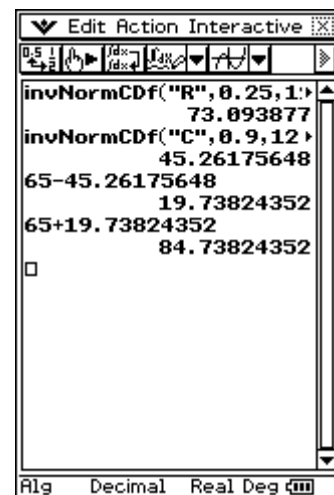 Edit Action Interactive
invNormCDf("R",0.25,1
73.093877
invNormCDf("C",0.9,12
45.26175648
65-45.26175648
19.73824352
65+19.73824352
84.73824352
Alg Decimal Real Deg